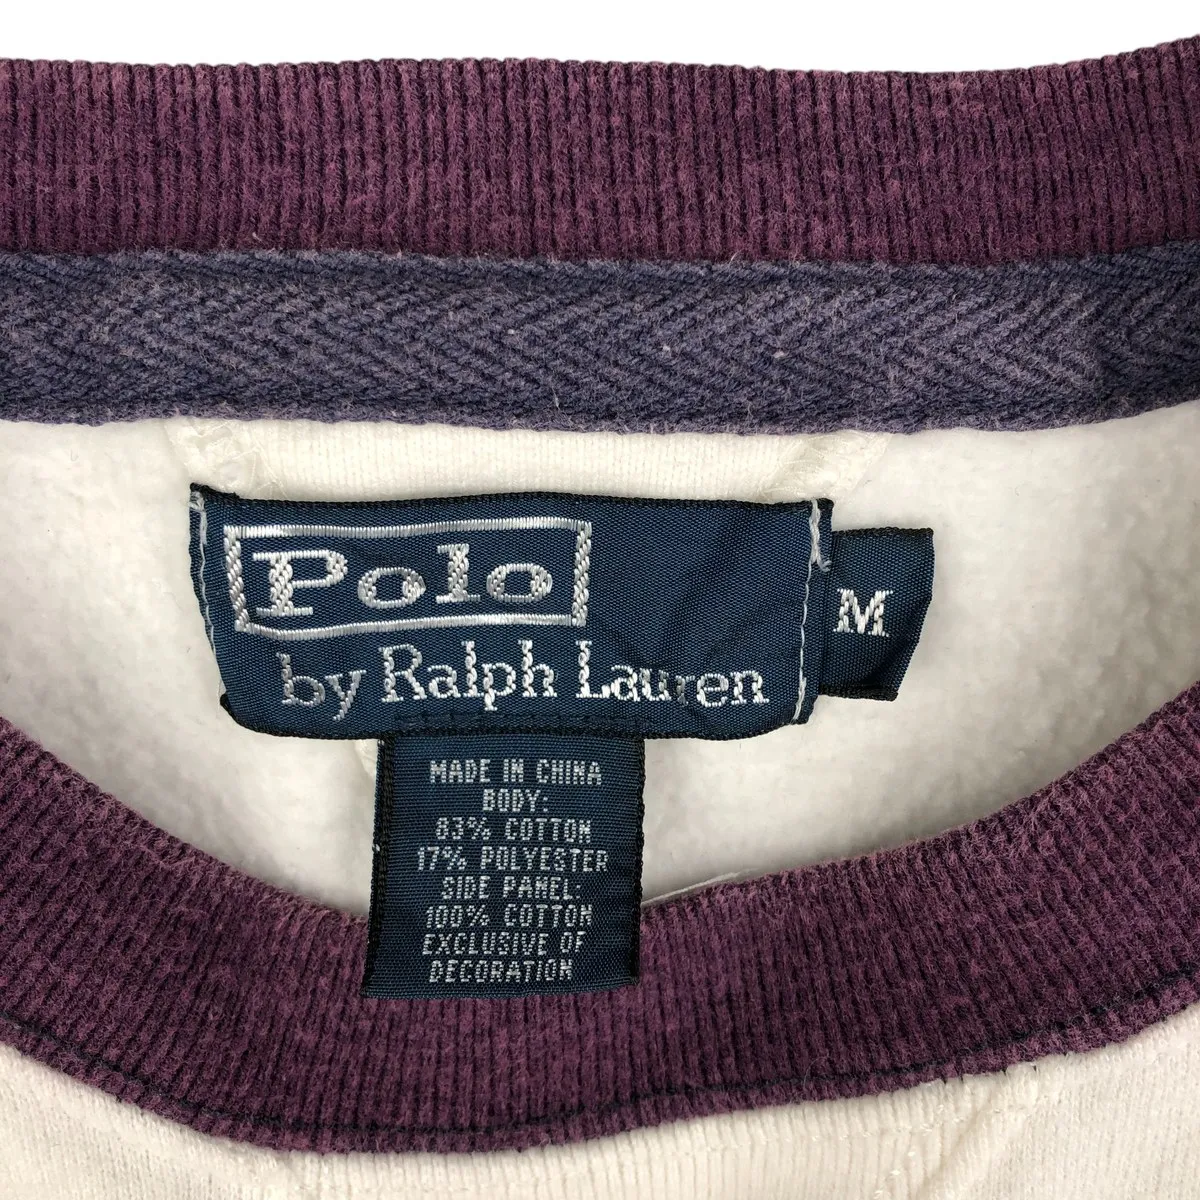 Polo
by Ralph Lauren
M
MADE IN CHINA
BODY:
83% COTTON
17% POLYESTER
SIDE PANEL:
100% COTTON
EXCLUSIVE OF
DECORATION